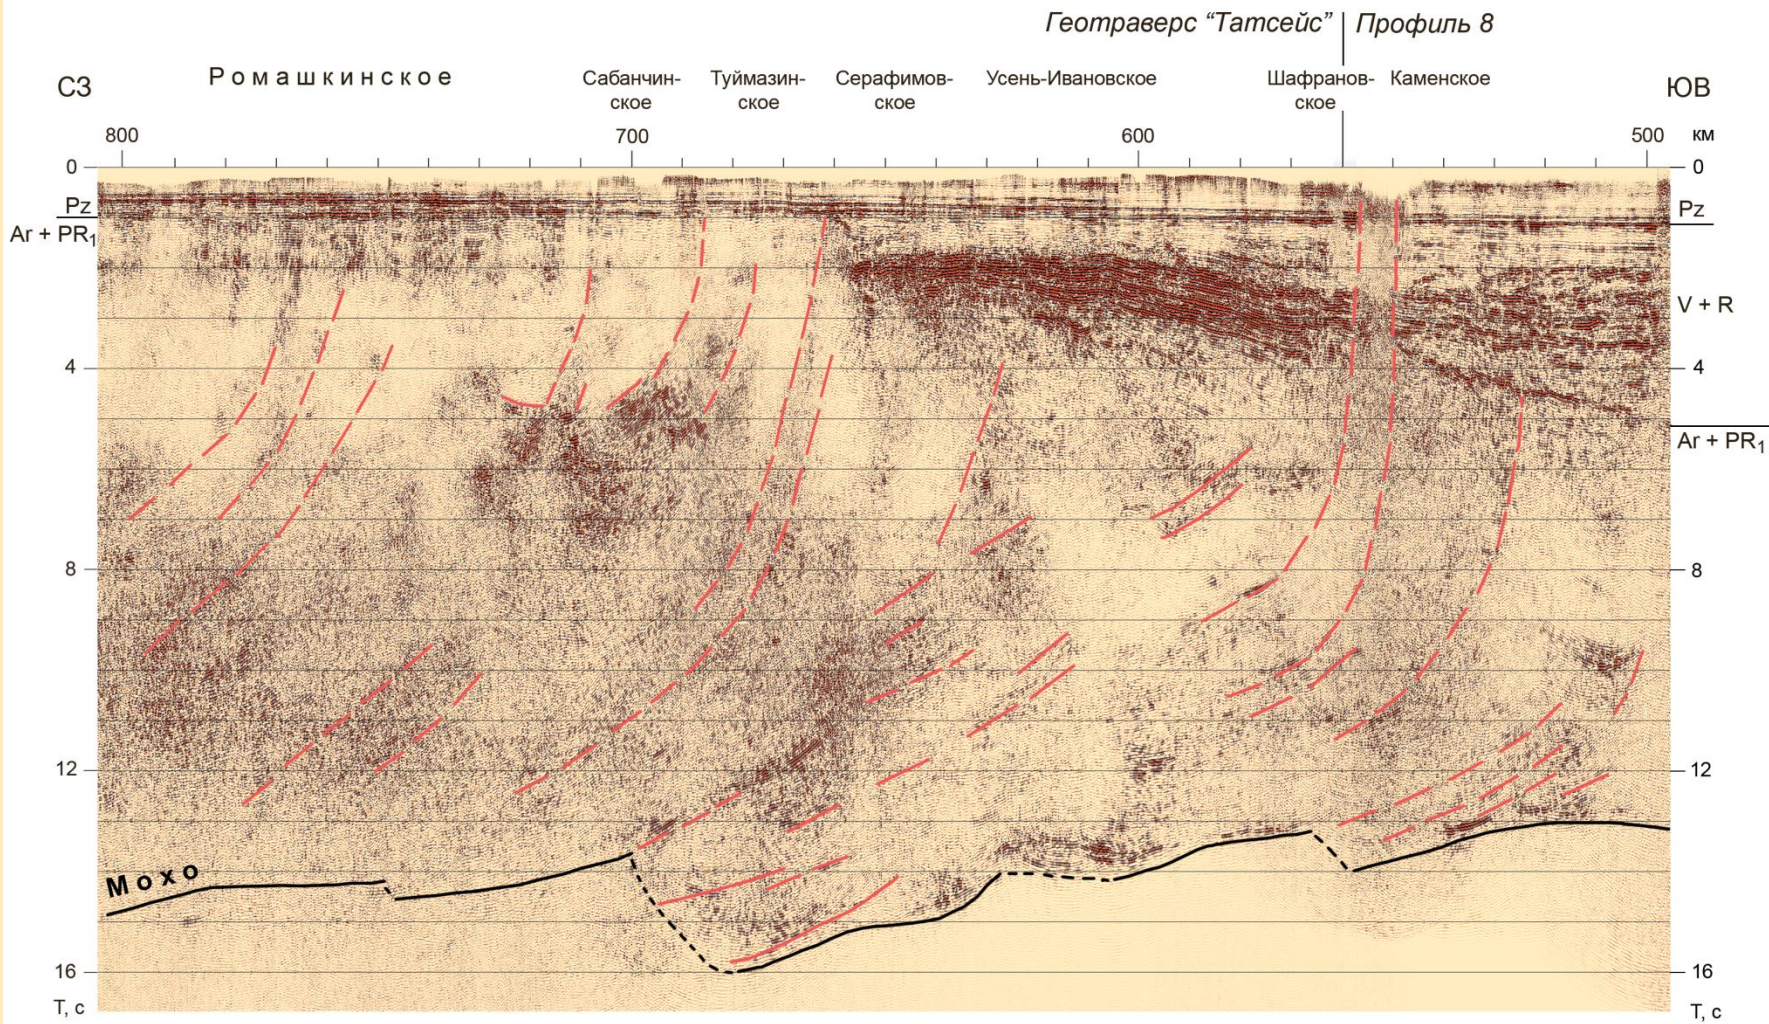 Геотраверс “Татсейс” Профиль 8
СЗ Ромашкинское Сабанчин- Туймазин- Серафимов- Усень-Ивановское Шафранов- Каменское ЮВ
ское ское ское ское
800 700 600 500 км
0 0
Pz Pz
Ar + PR1
V + R
4 4
Ar + PR1
8 8
12 12
Мохо
16 16
Т, с Т, с